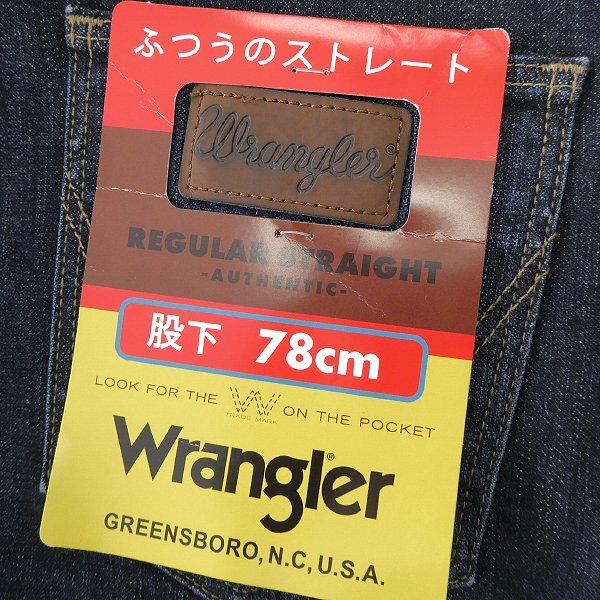 ふつうのストレート
Wrangler®
REGULAR STRAIGHT
-AUTHENTIC-
股下 78cm
LOOK FOR THE W ON THE POCKET
TRADE MARK
Wrangler®
GREENSBORO, N.C, U.S.A.